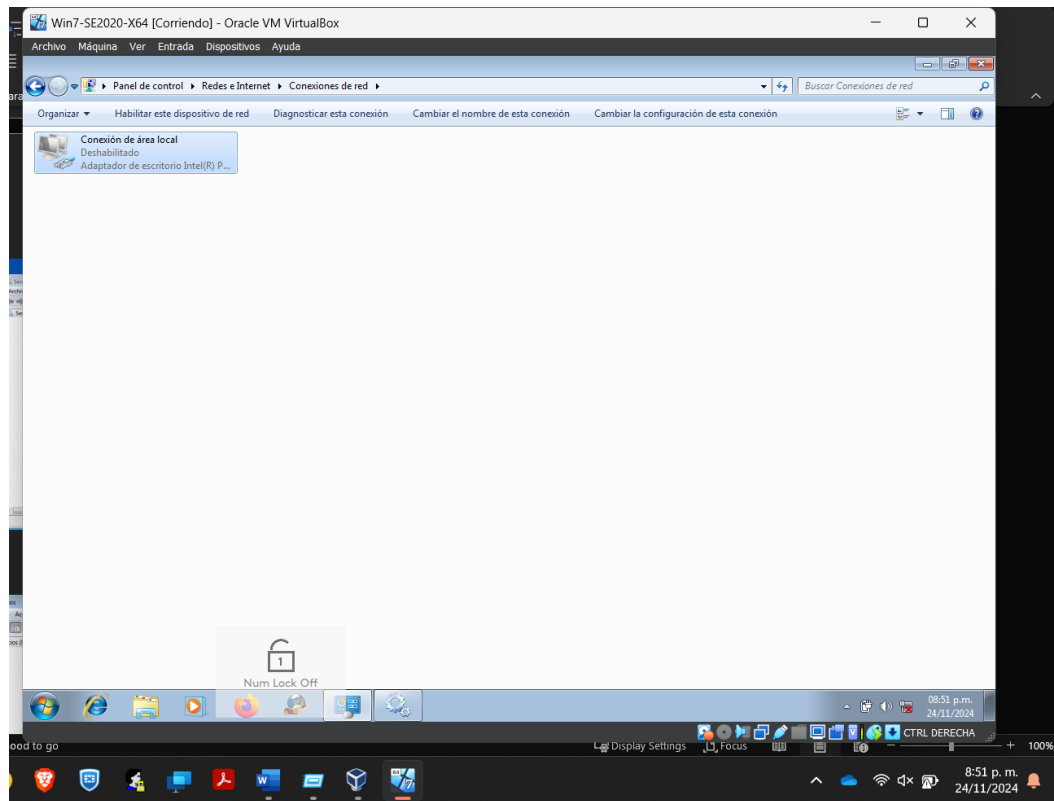 Win7-SE2020-X64 [Corriendo] - Oracle VM VirtualBox
Archivo Máquina Ver Entrada Dispositivos Ayuda
Panel de control Redes e Internet Conexiones de red
Buscar Conexiones de red
Organizar Habilitar este dispositivo de red Diagnosticar esta conexión Cambiar el nombre de esta conexión Cambiar la configuración de esta conexión
Conexión de área local
Deshabilitado
Adaptador de escritorio Intel(R) P...
1
Num Lock Off
08:51 p.m.
24/11/2024
CTRL DERECHA
ood to go
Display Settings Focus
100%
8:51 p. m.
24/11/2024